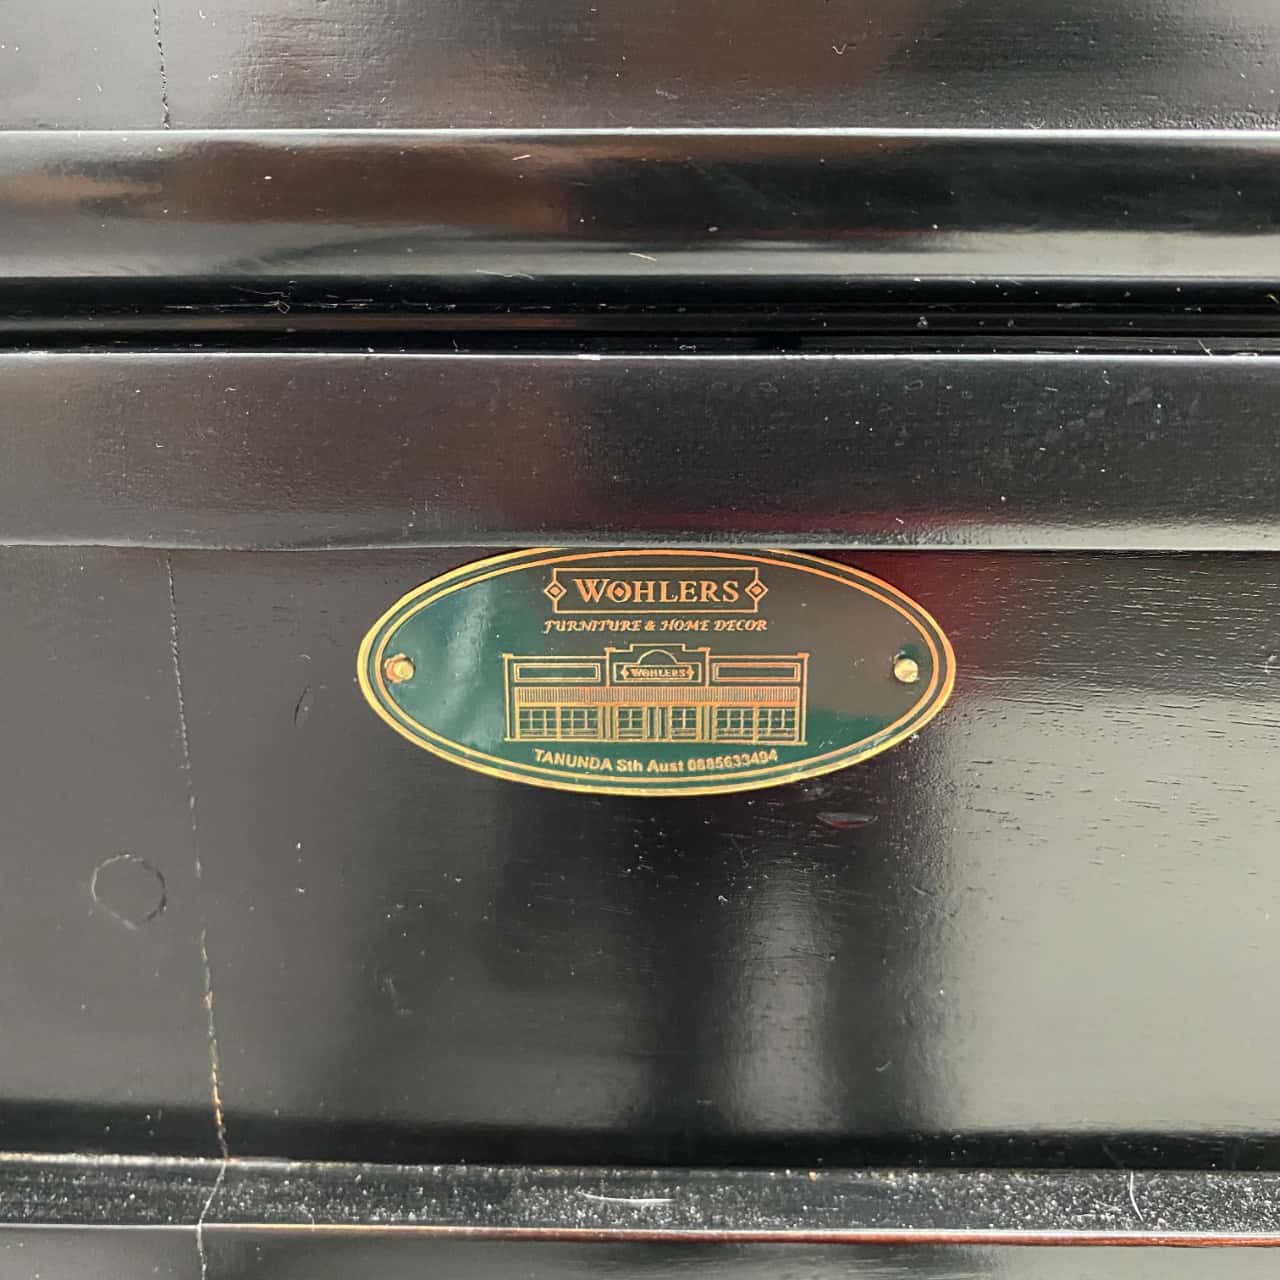 WOHLERS
FURNITURE & HOME DECOR
WOHLERS
TANUNDA Sth Aust 0885633494